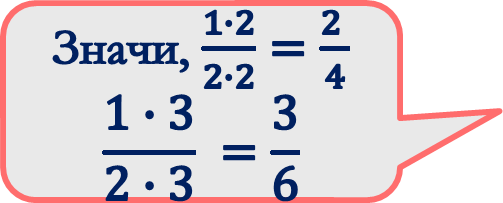 Значи, 1·2/2·2 = 2/4
1 · 3/2 · 3 = 3/6